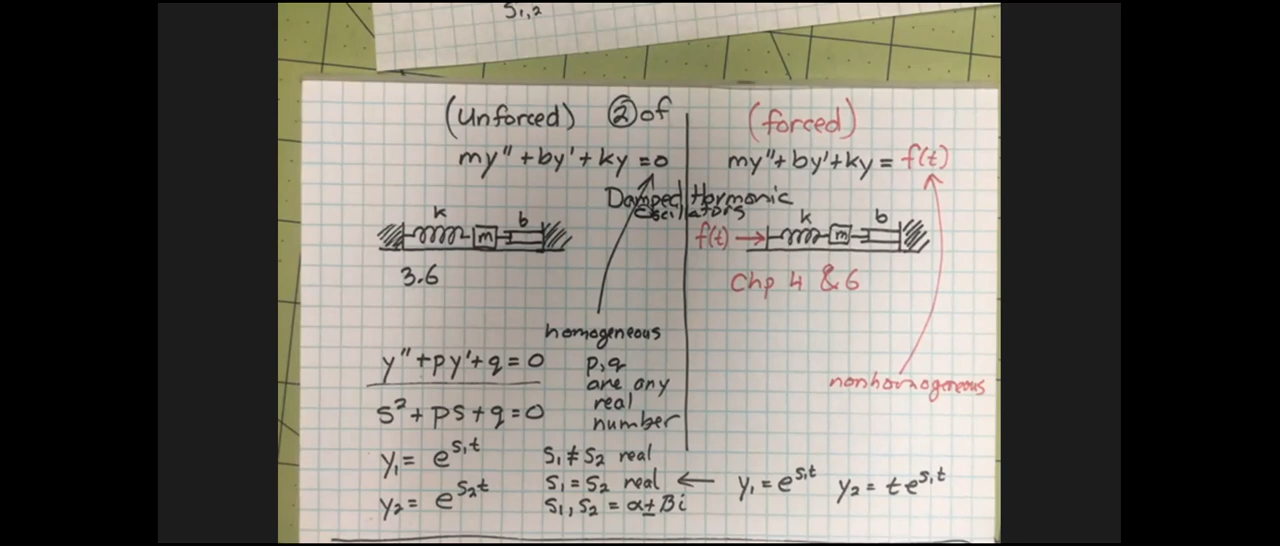 S₁,₂
(Unforced) ② of
my" + by' + ky = 0
Damped Harmonic
Oscillators
k
m
b
3.6
homogeneous
y" + py' + q = 0
p,q
are any
real
number
s² + ps + q = 0
y₁ = e^{s₁t}
y₂ = e^{s₂t}
s₁ ≠ s₂ real
s₁ = s₂ real ← y₁ = e^{s₁t} y₂ = te^{s₁t}
s₁, s₂ = α ± βi
(forced)
my" + by' + ky = f(t)
k
b
f(t) → m
Chp 4 & 6
nonhomogeneous